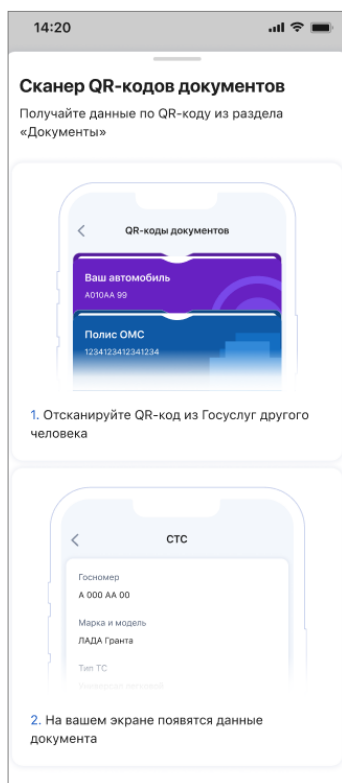 14:20
Сканер QR-кодов документов
Получайте данные по QR-коду из раздела
«Документы»
QR-коды документов
Ваш автомобиль
А010АА 99
Полис ОМС
1234123412341234
1. Отсканируйте QR-код из Госуслуг другого
человека
СТС
Госномер
А 000 АА 00
Марка и модель
ЛАДА Гранта
Тип ТС
2. На вашем экране появятся данные
документа